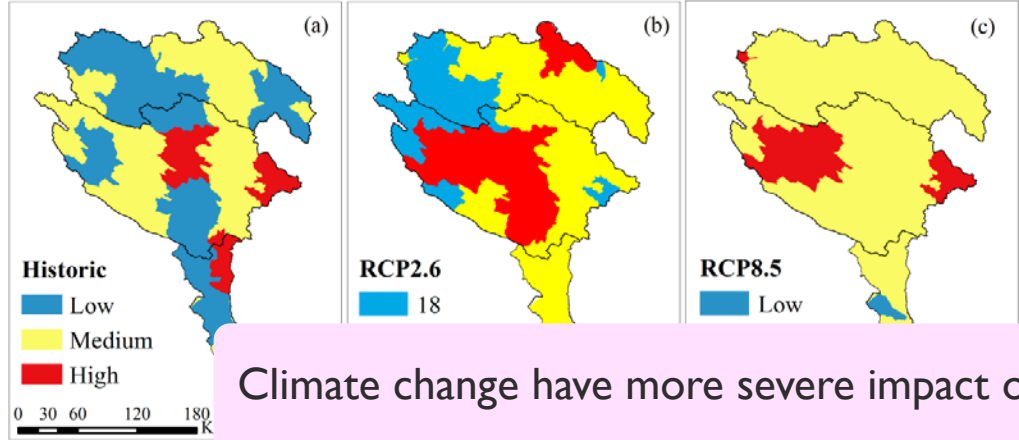 (a)
Historic
Low
Medium
High
0 30 60 120 180
K
(b)
RCP2.6
18
(c)
RCP8.5
Low
Climate change have more severe impact